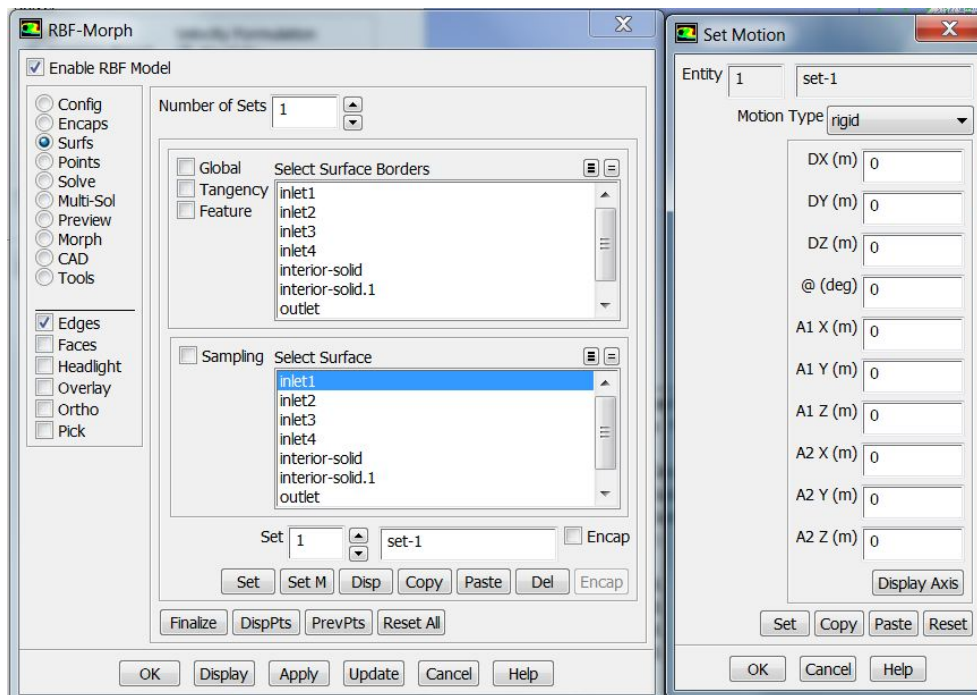 RBF-Morph
X
Enable RBF Model
Config
Encaps
Surfs
Points
Solve
Multi-Sol
Preview
Morph
CAD
Tools
Edges
Faces
Headlight
Overlay
Ortho
Pick
Number of Sets 1
Global
Tangency
Feature
Select Surface Borders
inlet1
inlet2
inlet3
inlet4
interior-solid
interior-solid.1
outlet
Sampling Select Surface
inlet1
inlet2
inlet3
inlet4
interior-solid
interior-solid.1
outlet
Set 1 set-1 Encap
Set Set M Disp Copy Paste Del Encap
Finalize DispPts PrevPts Reset All
OK Display Apply Update Cancel Help
Set Motion
X
Entity 1 set-1
Motion Type rigid
DX (m) 0
DY (m) 0
DZ (m) 0
@ (deg) 0
A1 X (m) 0
A1 Y (m) 0
A1 Z (m) 0
A2 X (m) 0
A2 Y (m) 0
A2 Z (m) 0
Display Axis
Set Copy Paste Reset
OK Cancel Help